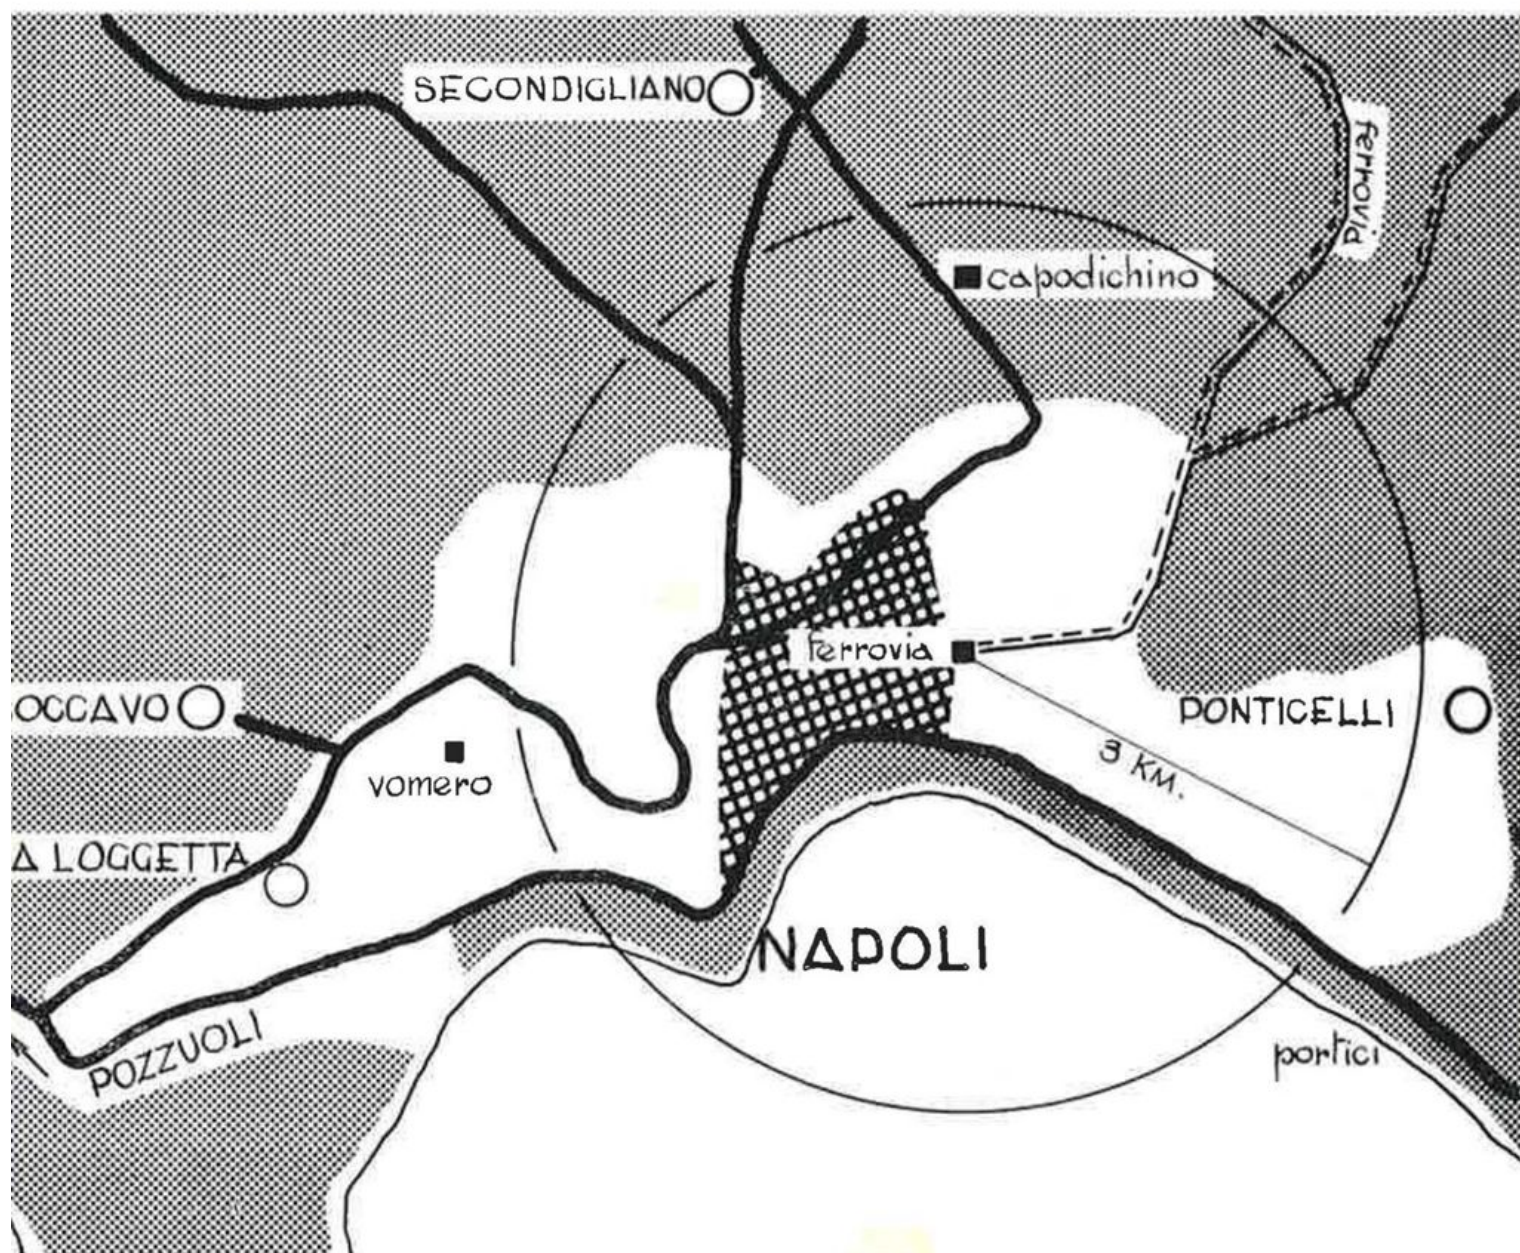 SECONDIGLIANO
ferrovia
capodichino
ferrovia
OCCAVO
PONTICELLI
vomero
3 KM.
A LOGGETTA
NAPOLI
POZZUOLI
portici